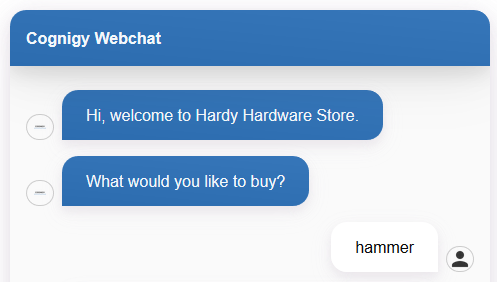 Cognigy Webchat
Hi, welcome to Hardy Hardware Store.
What would you like to buy?
hammer